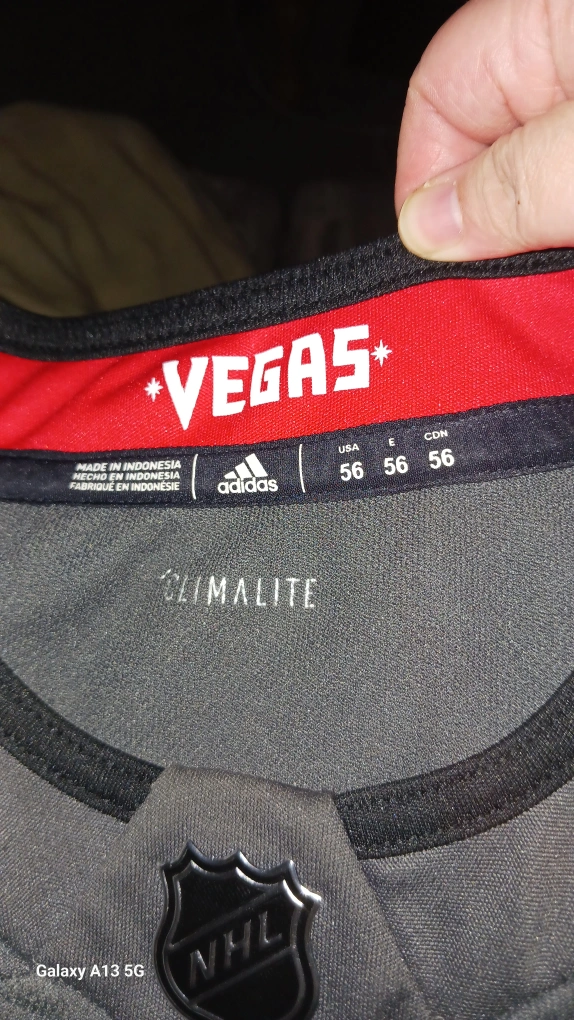 VEGAS
MADE IN INDONESIA
HECHO EN INDONESIA
FABRIQUÉ EN INDONÉSIE
adidas
USA E CDN
56 56 56
CLIMALITE
NHL
Galaxy A13 5G